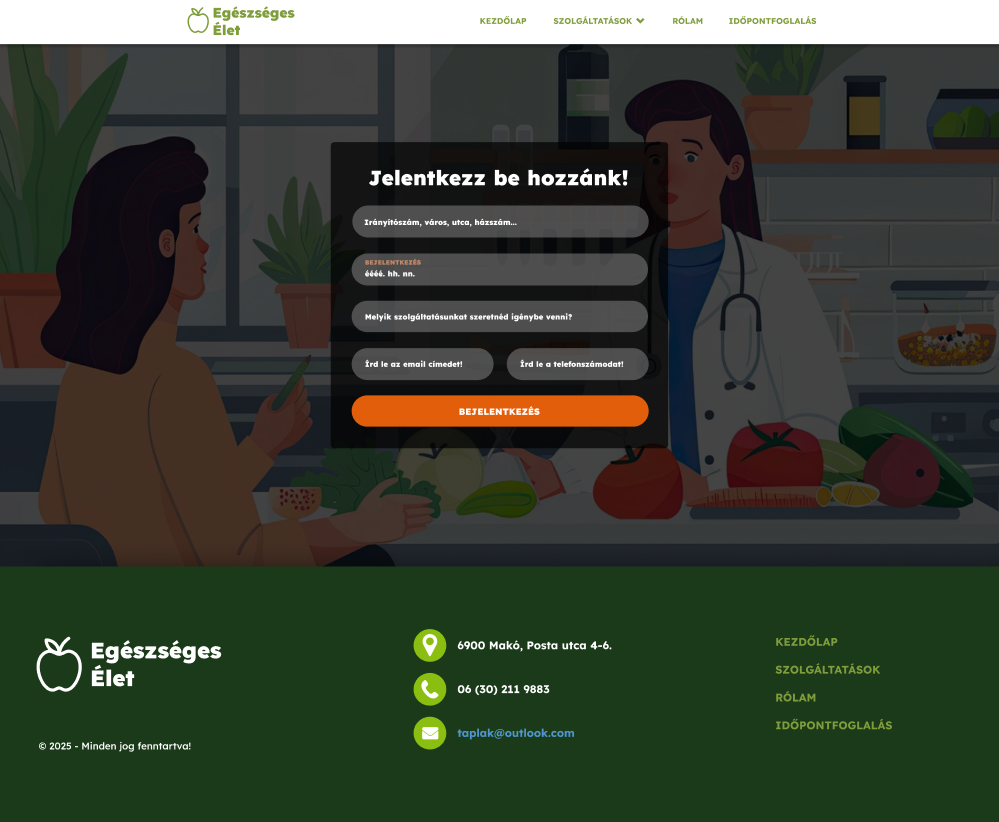 Egészséges
Élet
KEZDŐLAP
SZOLGÁLTATÁSOK
RÓLAM
IDŐPONTFOGLALÁS
Jelentkezz be hozzánk!
Irányítószám, város, utca, házszám...
BEJELENTKEZÉS
éééé. hh. nn.
Melyik szolgáltatásunkat szeretnéd igénybe venni?
Írd le az email címedet!
Írd le a telefonszámodat!
BEJELENTKEZÉS
Egészséges
Élet
© 2025 - Minden jog fenntartva!
6900 Makó, Posta utca 4-6.
06 (30) 211 9883
taplak@outlook.com
KEZDŐLAP
SZOLGÁLTATÁSOK
RÓLAM
IDŐPONTFOGLALÁS